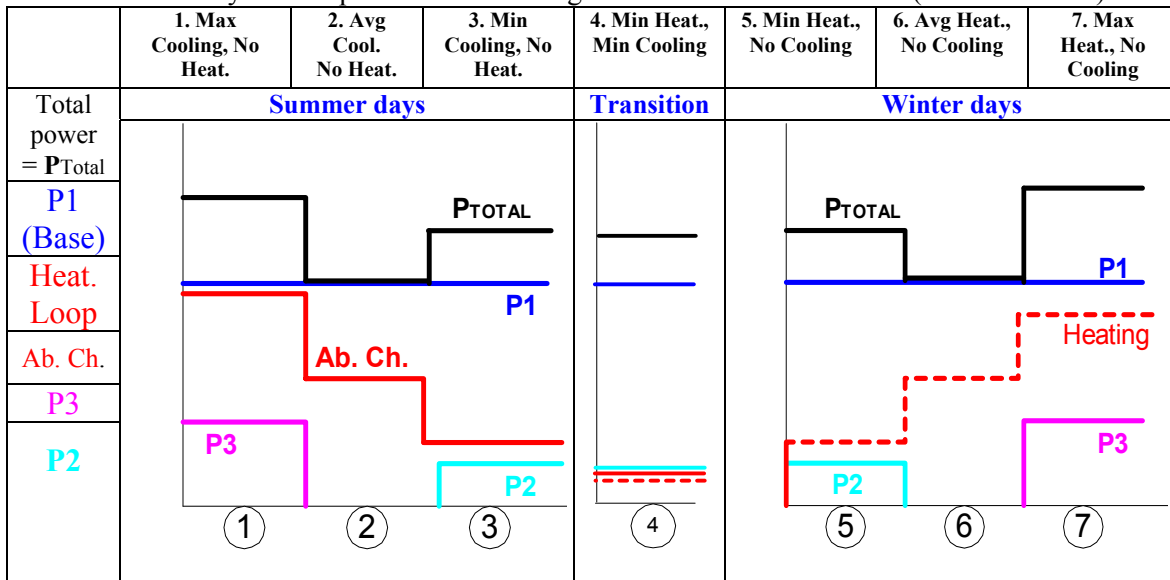 1. Max
Cooling, No
Heat.
2. Avg
Cool.
No Heat.
3. Min
Cooling, No
Heat.
4. Min Heat.,
Min Cooling
5. Min Heat.,
No Cooling
6. Avg Heat.,
No Cooling
7. Max
Heat., No
Cooling
Total
power
= PTotal
Summer days
Transition
Winter days
P1
(Base)
Heat.
Loop
Ab. Ch.
P3
P2
PTOTAL
P1
Ab. Ch.
P3
P2
1
2
3
4
PTOTAL
P1
Heating
P2
P3
5
6
7